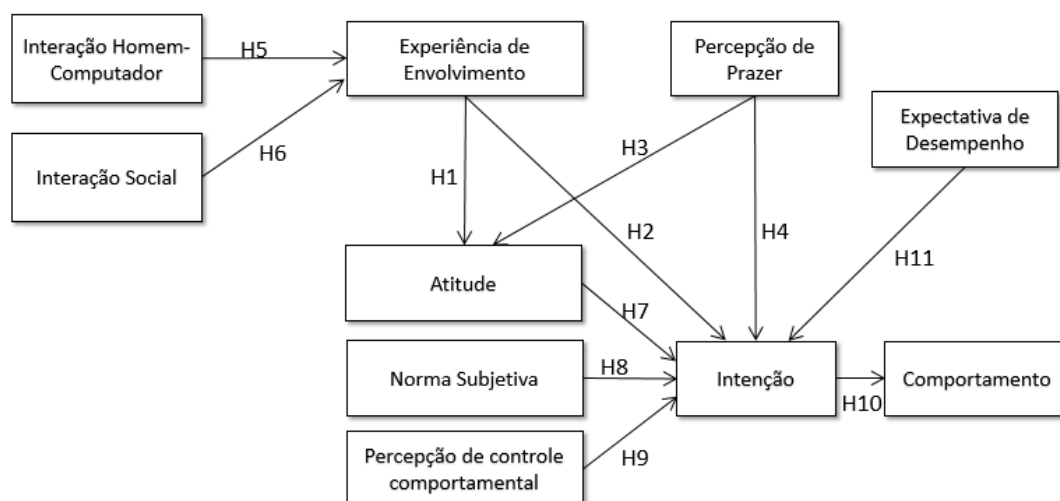 Interação Homem-
Computador
H5
Experiência de
Envolvimento
Percepção de
Prazer
Expectativa de
Desempenho
Interação Social
H6
H1
H3
H2
H4
H11
Atitude
H7
Norma Subjetiva
H8
Intenção
Comportamento
H10
Percepção de controle
comportamental
H9